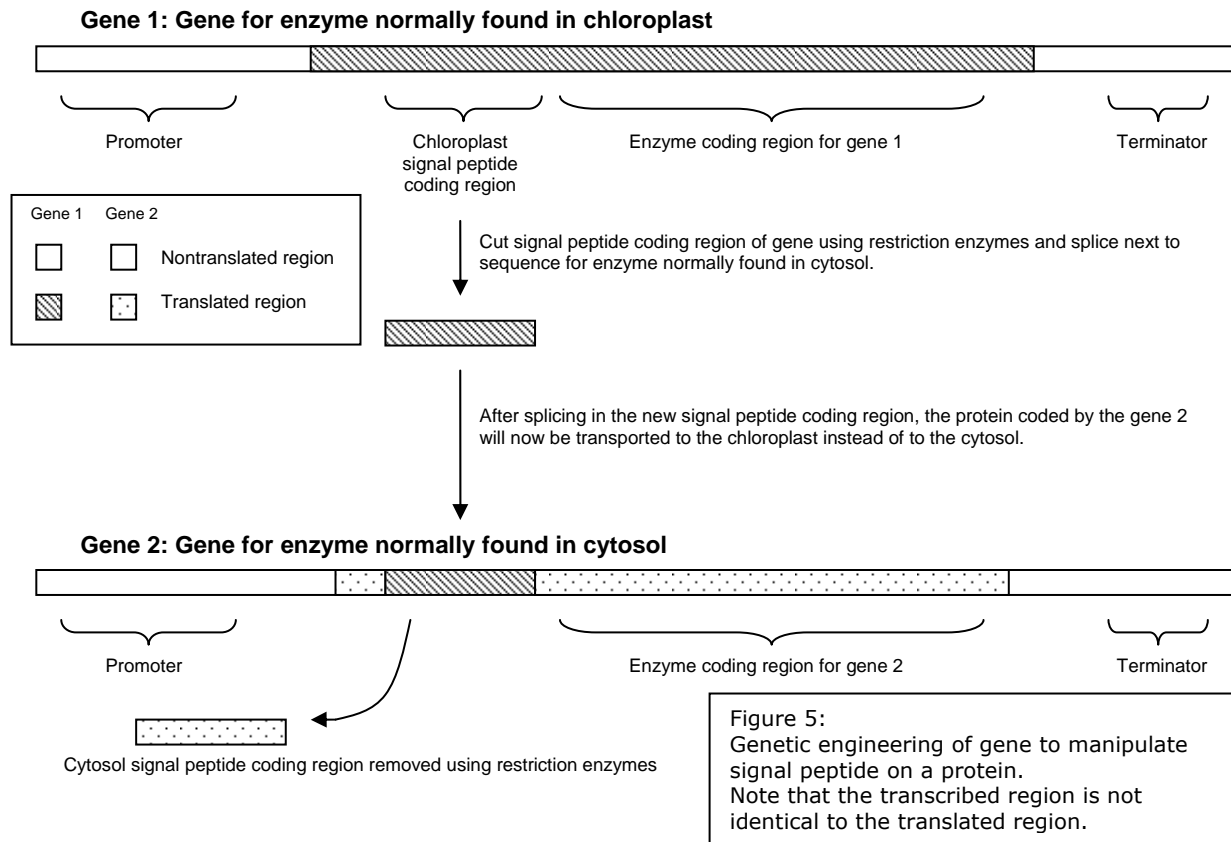 Gene 1: Gene for enzyme normally found in chloroplast
Promoter
Chloroplast
signal peptide
coding region
Enzyme coding region for gene 1
Terminator
Gene 1 Gene 2
Nontranslated region
Translated region
Cut signal peptide coding region of gene using restriction enzymes and splice next to
sequence for enzyme normally found in cytosol.
After splicing in the new signal peptide coding region, the protein coded by the gene 2
will now be transported to the chloroplast instead of to the cytosol.
Gene 2: Gene for enzyme normally found in cytosol
Promoter
Enzyme coding region for gene 2
Terminator
Cytosol signal peptide coding region removed using restriction enzymes
Figure 5:
Genetic engineering of gene to manipulate
signal peptide on a protein.
Note that the transcribed region is not
identical to the translated region.